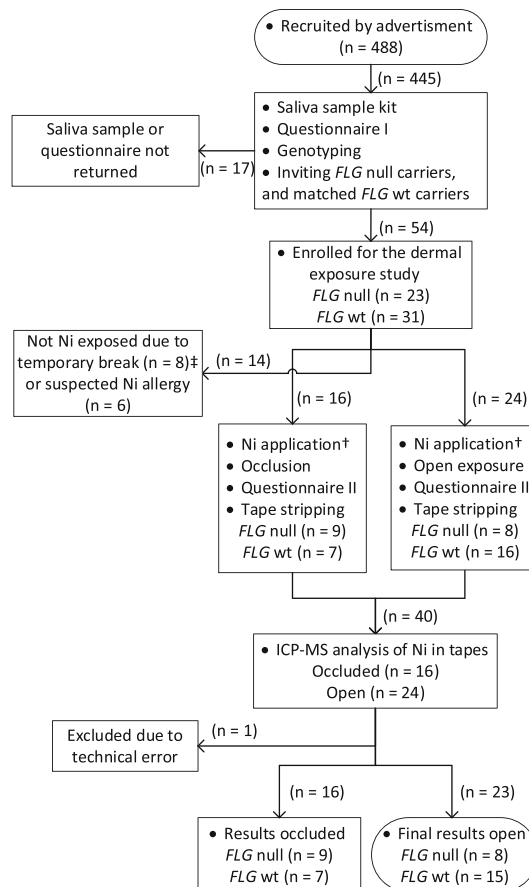 ● Recruited by advertisment
(n = 488)
(n = 445)
● Saliva sample kit
● Questionnaire I
● Genotyping
● Inviting FLG null carriers,
and matched FLG wt carriers
Saliva sample or
questionnaire not
returned
(n = 17)
(n = 54)
● Enrolled for the dermal
exposure study
FLG null (n = 23)
FLG wt (n = 31)
Not Ni exposed due to
temporary break (n = 8)‡
or suspected Ni allergy
(n = 6)
(n = 14)
(n = 16)
(n = 24)
● Ni application†
● Occlusion
● Questionnaire II
● Tape stripping
FLG null (n = 9)
FLG wt (n = 7)
● Ni application†
● Open exposure
● Questionnaire II
● Tape stripping
FLG null (n = 8)
FLG wt (n = 16)
(n = 40)
● ICP-MS analysis of Ni in tapes
Occluded (n = 16)
Open (n = 24)
Excluded due to
technical error
(n = 1)
(n = 16)
(n = 23)
● Results occluded
FLG null (n = 9)
FLG wt (n = 7)
● Final results open
FLG null (n = 8)
FLG wt (n = 15)